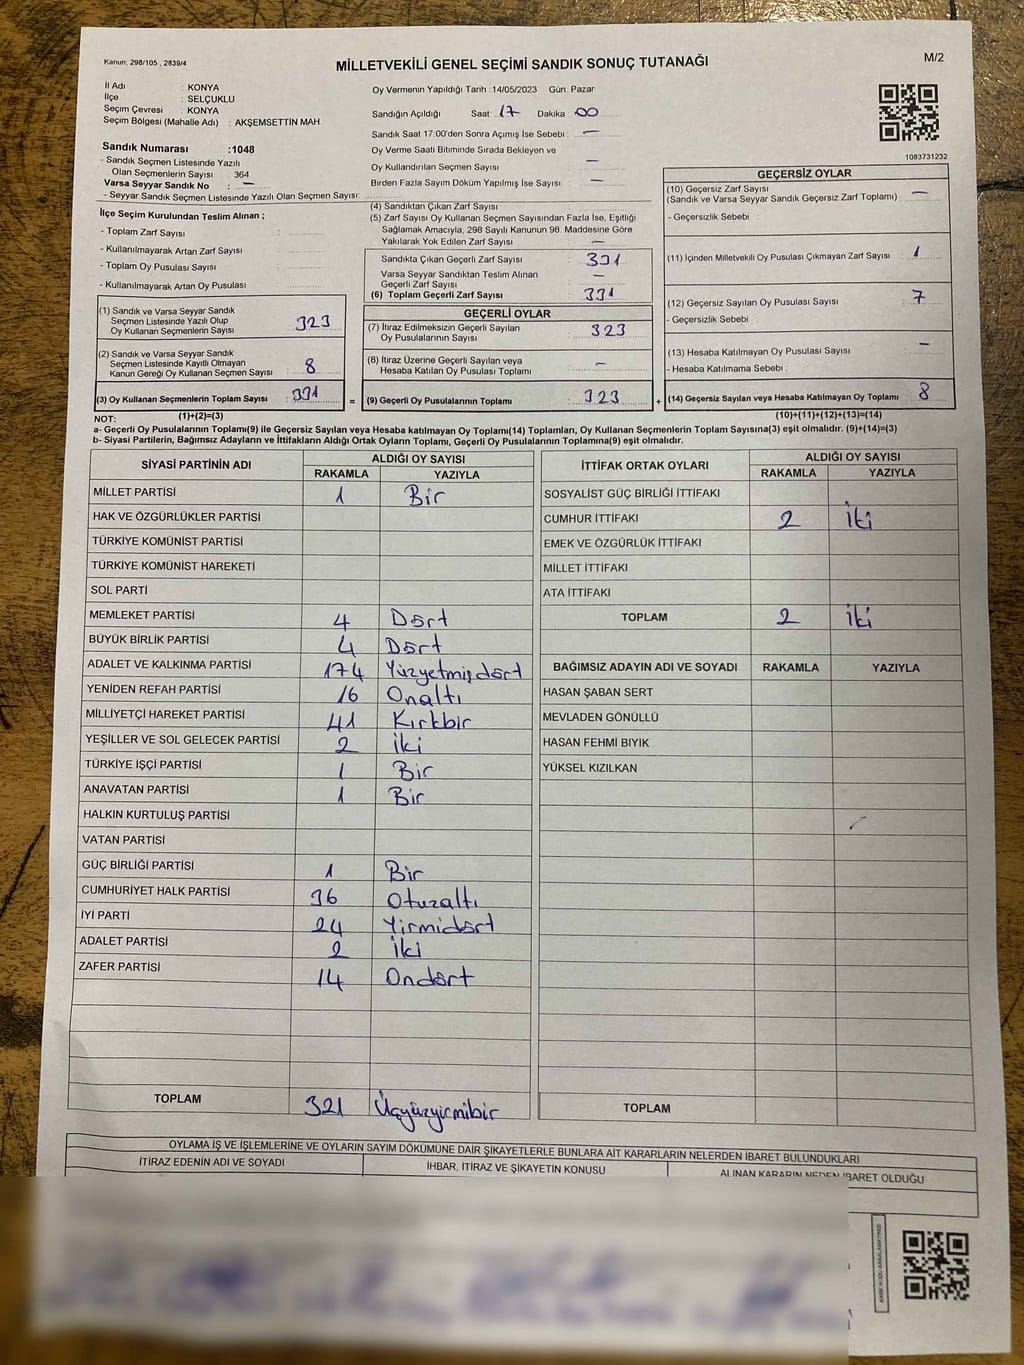 Kanun: 298/105 , 2839/4
MİLLETVEKİLİ GENEL SEÇİMİ SANDIK SONUÇ TUTANAĞI
M/2
İl Adı : KONYA
İlçe : SELÇUKLU
Seçim Çevresi : KONYA
Seçim Bölgesi (Mahalle Adı) : AKŞEMSETTİN MAH
Sandık Numarası :1048
- Sandık Seçmen Listesinde Yazılı
Olan Seçmenlerin Sayısı : 364
Varsa Seyyar Sandık No : —
- Seyyar Sandık Seçmen Listesinde Yazılı Olan Seçmen Sayısı:
İlçe Seçim Kurulundan Teslim Alınan ;
- Toplam Zarf Sayısı :
- Kullanılmayarak Artan Zarf Sayısı :
- Toplam Oy Pusulası Sayısı :
- Kullanılmayarak Artan Oy Pusulası :
(1) Sandık ve Varsa Seyyar Sandık
Seçmen Listesinde Yazılı Olup
Oy Kullanan Seçmenlerin Sayısı : 323
(2) Sandık ve Varsa Seyyar Sandık
Seçmen Listesinde Kayıtlı Olmayan
Kanun Gereği Oy Kullanan Seçmen Sayısı : 8
(3) Oy Kullanan Seçmenlerin Toplam Sayısı : 331
(1)+(2)=(3)
Oy Vermenin Yapıldığı Tarih :14/05/2023 Gün: Pazar
Sandığın Açıldığı Saat: 17 Dakika : 00
Sandık Saat 17:00'den Sonra Açımış İse Sebebi : —
Oy Verme Saati Bitiminde Sırada Bekleyen ve
Oy Kullandırılan Seçmen Sayısı : —
Birden Fazla Sayım Döküm Yapılmış İse Sayısı : —
(4) Sandıktan Çıkan Zarf Sayısı :
(5) Zarf Sayısı Oy Kullanan Seçmen Sayısından Fazla İse, Eşitliği
Sağlamak Amacıyla, 298 Sayılı Kanunun 98. Maddesine Göre
Yakılarak Yok Edilen Zarf Sayısı : —
Sandıkta Çıkan Geçerli Zarf Sayısı : 331
Varsa Seyyar Sandıktan Teslim Alınan
Geçerli Zarf Sayısı : —
(6) Toplam Geçerli Zarf Sayısı : 331
GEÇERLİ OYLAR
(7) İtiraz Edilmeksizin Geçerli Sayılan
Oy Pusulalarının Sayısı : 323
(8) İtiraz Üzerine Geçerli Sayılan veya
Hesaba Katılan Oy Pusulası Toplamı : —
= (9) Geçerli Oy Pusulalarının Toplamı : 323
1083731232
GEÇERSİZ OYLAR
(10) Geçersiz Zarf Sayısı
(Sandık ve Varsa Seyyar Sandık Geçersiz Zarf Toplamı) : —
- Geçersizlik Sebebi :
(11) İçinden Milletvekili Oy Pusulası Çıkmayan Zarf Sayısı : 1
(12) Geçersiz Sayılan Oy Pusulası Sayısı : 7
- Geçersizlik Sebebi :
(13) Hesaba Katılmayan Oy Pusulası Sayısı : —
- Hesaba Katılmama Sebebi :
+ (14) Geçersiz Sayılan veya Hesaba Katılmayan Oy Toplamı : 8
(10)+(11)+(12)+(13)=(14)
NOT:
a- Geçerli Oy Pusulalarının Toplamı(9) ile Geçersiz Sayılan veya Hesaba katılmayan Oy Toplamı(14) Toplamları, Oy Kullanan Seçmenlerin Toplam Sayısına(3) eşit olmalıdır. (9)+(14)=(3)
b- Siyasi Partilerin, Bağımsız Adayların ve İttifakların Aldığı Ortak Oyların Toplamı, Geçerli Oy Pusulalarının Toplamına(9) eşit olmalıdır.
SİYASİ PARTİNİN ADI ALDIĞI OY SAYISI
RAKAMLA YAZIYLA
MİLLET PARTİSİ 1 Bir
HAK VE ÖZGÜRLÜKLER PARTİSİ
TÜRKİYE KOMÜNİST PARTİSİ
TÜRKİYE KOMÜNİST HAREKETİ
SOL PARTİ
MEMLEKET PARTİSİ 4 Dört
BÜYÜK BİRLİK PARTİSİ 4 Dört
ADALET VE KALKINMA PARTİSİ 174 Yüzyetmişdört
YENİDEN REFAH PARTİSİ 16 Onaltı
MİLLİYETÇİ HAREKET PARTİSİ 41 Kırkbir
YEŞİLLER VE SOL GELECEK PARTİSİ 2 İki
TÜRKİYE İŞÇİ PARTİSİ 1 Bir
ANAVATAN PARTİSİ 1 Bir
HALKIN KURTULUŞ PARTİSİ
VATAN PARTİSİ
GÜÇ BİRLİĞİ PARTİSİ 1 Bir
CUMHURİYET HALK PARTİSİ 36 Otuzaltı
İYİ PARTİ 24 Yirmidört
ADALET PARTİSİ 2 İki
ZAFER PARTİSİ 14 Ondört
TOPLAM 321 Üçyüzyirmibir
İTTİFAK ORTAK OYLARI ALDIĞI OY SAYISI
RAKAMLA YAZIYLA
SOSYALİST GÜÇ BİRLİĞİ İTTİFAKI
CUMHUR İTTİFAKI 2 İki
EMEK VE ÖZGÜRLÜK İTTİFAKI
MİLLET İTTİFAKI
ATA İTTİFAKI
TOPLAM 2 İki
BAĞIMSIZ ADAYIN ADI VE SOYADI RAKAMLA YAZIYLA
HASAN ŞABAN SERT
MEVLADEN GÖNÜLLÜ
HASAN FEHMİ BIYIK
YÜKSEL KIZILKAN
TOPLAM
OYLAMA İŞ VE İŞLEMLERİNE VE OYLARIN SAYIM DÖKÜMÜNE DAİR ŞİKAYETLERLE BUNLARA AİT KARARLARIN NELERDEN İBARET BULUNDUKLARI
İTİRAZ EDENİN ADI VE SOYADI İHBAR, İTİRAZ VE ŞİKAYETİN KONUSU ALINAN KARARIN NEDEN İBARET OLDUĞU